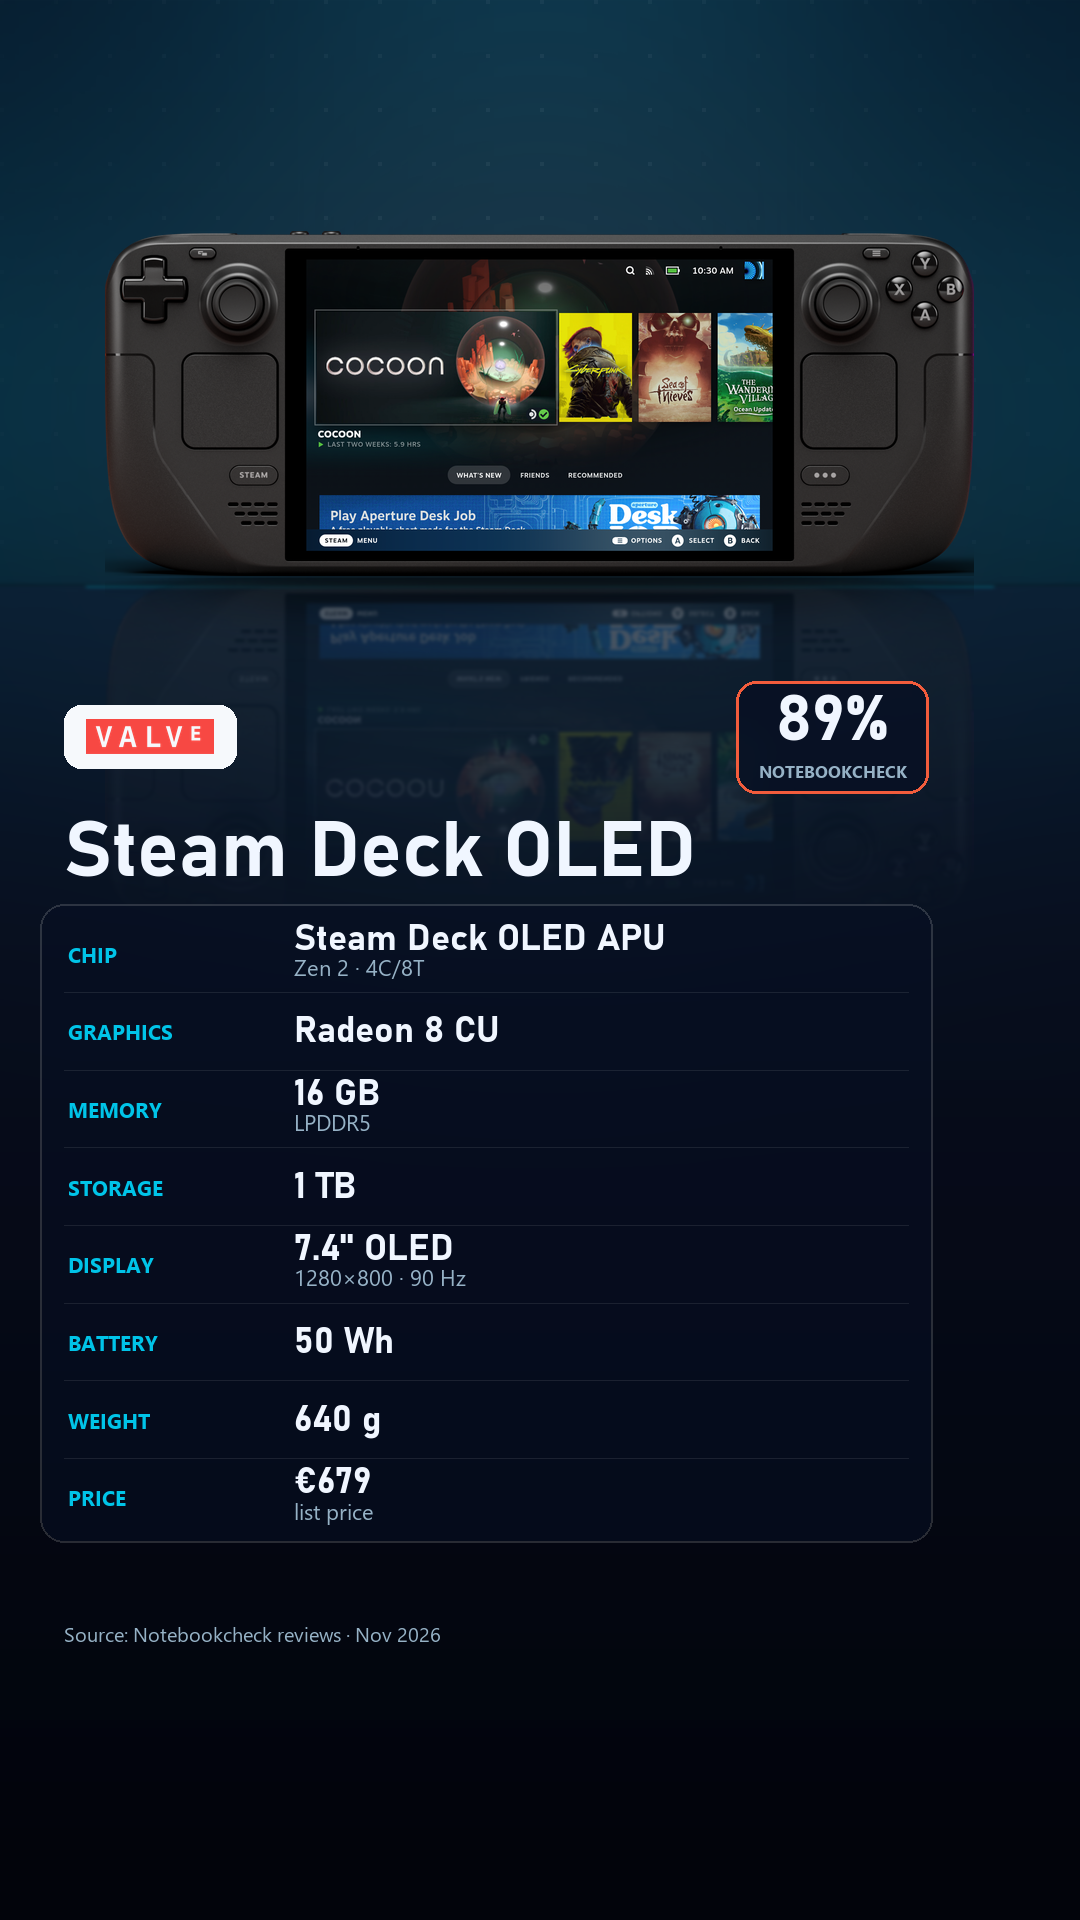 Y
X
B
A
10:30 AM
COCOON
CYBERPUNK
Sea of
Thieves
THE
WANDERING
VILLAGE
Ocean Update
COCOON
LAST TWO WEEKS: 5.9 HRS
STEAM
WHAT'S NEW FRIENDS RECOMMENDED
Play Aperture Desk Job
aperture
Desk
STEAM MENU OPTIONS A SELECT B BACK
VALVE
89%
NOTEBOOKCHECK
Steam Deck OLED
CHIP
Steam Deck OLED APU
Zen 2 · 4C/8T
GRAPHICS
Radeon 8 CU
MEMORY
16 GB
LPDDR5
STORAGE
1 TB
DISPLAY
7.4" OLED
1280×800 · 90 Hz
BATTERY
50 Wh
WEIGHT
640 g
PRICE
€679
list price
Source: Notebookcheck reviews · Nov 2026